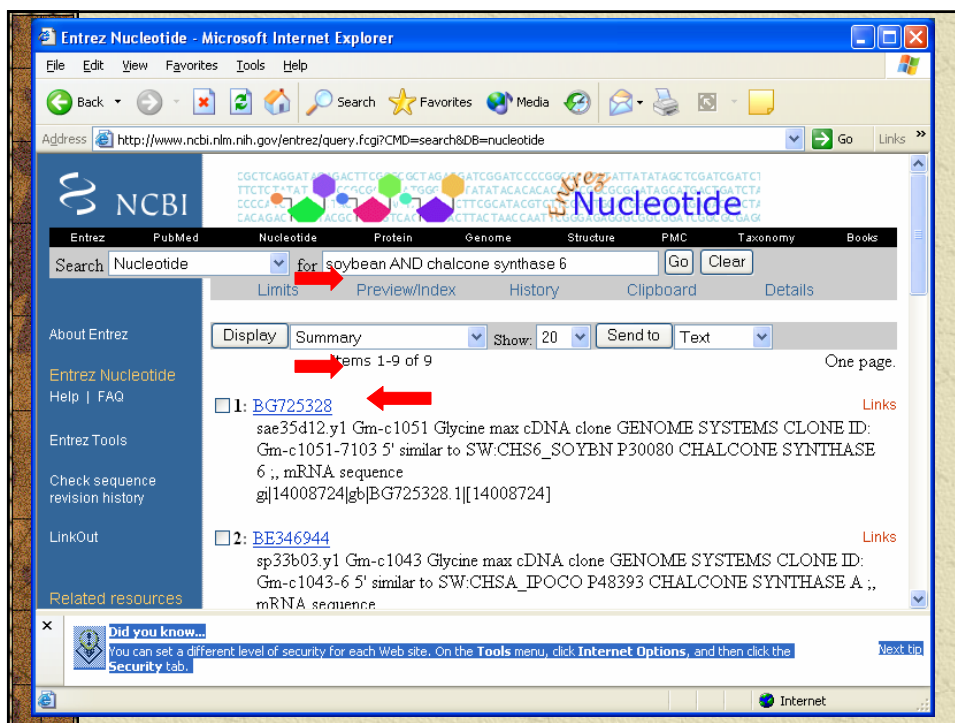 Entrez Nucleotide - Microsoft Internet Explorer
File Edit View Favorites Tools Help
Back Search Favorites Media
Address http://www.ncbi.nlm.nih.gov/entrez/query.fcgi?CMD=search&DB=nucleotide Go Links »
NCBI
Entrez Nucleotide
Entrez PubMed Nucleotide Protein Genome Structure PMC Taxonomy Books
Search Nucleotide for soybean AND chalcone synthase 6 Go Clear
Limits Preview/Index History Clipboard Details
About Entrez
Entrez Nucleotide
Help | FAQ
Entrez Tools
Check sequence
revision history
LinkOut
Related resources
Display Summary Show: 20 Send to Text
Items 1-9 of 9 One page.
1: BG725328 Links
sae35d12.y1 Gm-c1051 Glycine max cDNA clone GENOME SYSTEMS CLONE ID:
Gm-c1051-7103 5' similar to SW:CHS6_SOYBN P30080 CHALCONE SYNTHASE
6 ;, mRNA sequence
gi|14008724|gb|BG725328.1|[14008724]
2: BE346944 Links
sp33b03.y1 Gm-c1043 Glycine max cDNA clone GENOME SYSTEMS CLONE ID:
Gm-c1043-6 5' similar to SW:CHSA_IPOCO P48393 CHALCONE SYNTHASE A ;,
mRNA sequence
Did you know...
You can set a different level of security for each Web site. On the Tools menu, click Internet Options, and then click the
Security tab.
Next tip
Internet